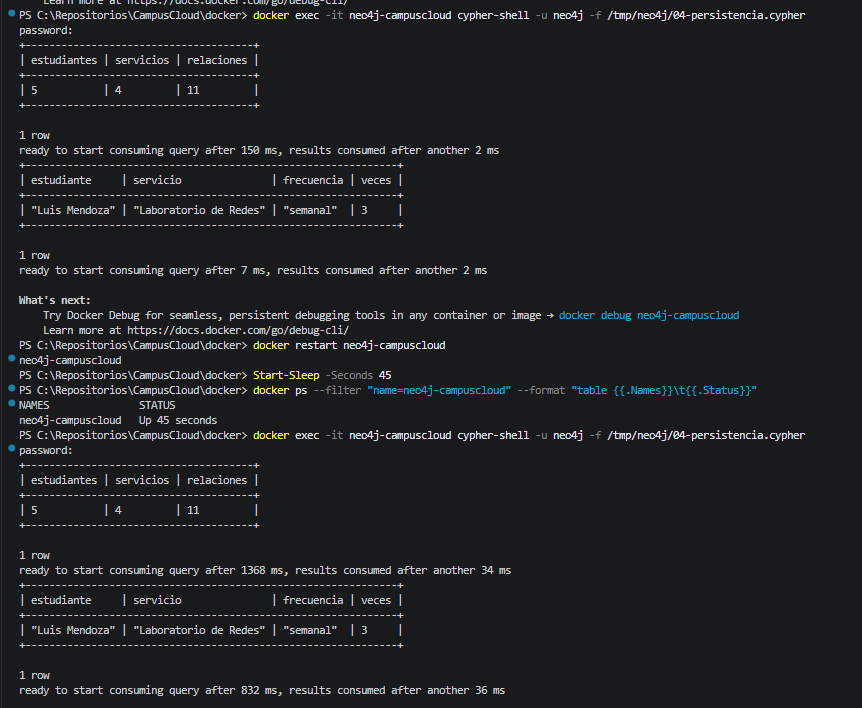 Learn more at https://docs.docker.com/go/debug-cli/
PS C:\Repositorios\CampusCloud\docker> docker exec -it neo4j-campuscloud cypher-shell -u neo4j -f /tmp/neo4j/04-persistencia.cypher
password:
+---------------------------------------+
| estudiantes | servicios | relaciones |
+---------------------------------------+
| 5           | 4         | 11         |
+---------------------------------------+
1 row
ready to start consuming query after 150 ms, results consumed after another 2 ms
+---------------------------------------------------------------+
| estudiante     | servicio               | frecuencia | veces |
+---------------------------------------------------------------+
| "Luis Mendoza" | "Laboratorio de Redes" | "semanal"  | 3     |
+---------------------------------------------------------------+
1 row
ready to start consuming query after 7 ms, results consumed after another 2 ms
What's next:
Try Docker Debug for seamless, persistent debugging tools in any container or image → docker debug neo4j-campuscloud
Learn more at https://docs.docker.com/go/debug-cli/
PS C:\Repositorios\CampusCloud\docker> docker restart neo4j-campuscloud
neo4j-campuscloud
PS C:\Repositorios\CampusCloud\docker> Start-Sleep -Seconds 45
PS C:\Repositorios\CampusCloud\docker> docker ps --filter "name=neo4j-campuscloud" --format "table {{.Names}}\t{{.Status}}"
NAMES               STATUS
neo4j-campuscloud   Up 45 seconds
PS C:\Repositorios\CampusCloud\docker> docker exec -it neo4j-campuscloud cypher-shell -u neo4j -f /tmp/neo4j/04-persistencia.cypher
password:
+---------------------------------------+
| estudiantes | servicios | relaciones |
+---------------------------------------+
| 5           | 4         | 11         |
+---------------------------------------+
1 row
ready to start consuming query after 1368 ms, results consumed after another 34 ms
+---------------------------------------------------------------+
| estudiante     | servicio               | frecuencia | veces |
+---------------------------------------------------------------+
| "Luis Mendoza" | "Laboratorio de Redes" | "semanal"  | 3     |
+---------------------------------------------------------------+
1 row
ready to start consuming query after 832 ms, results consumed after another 36 ms